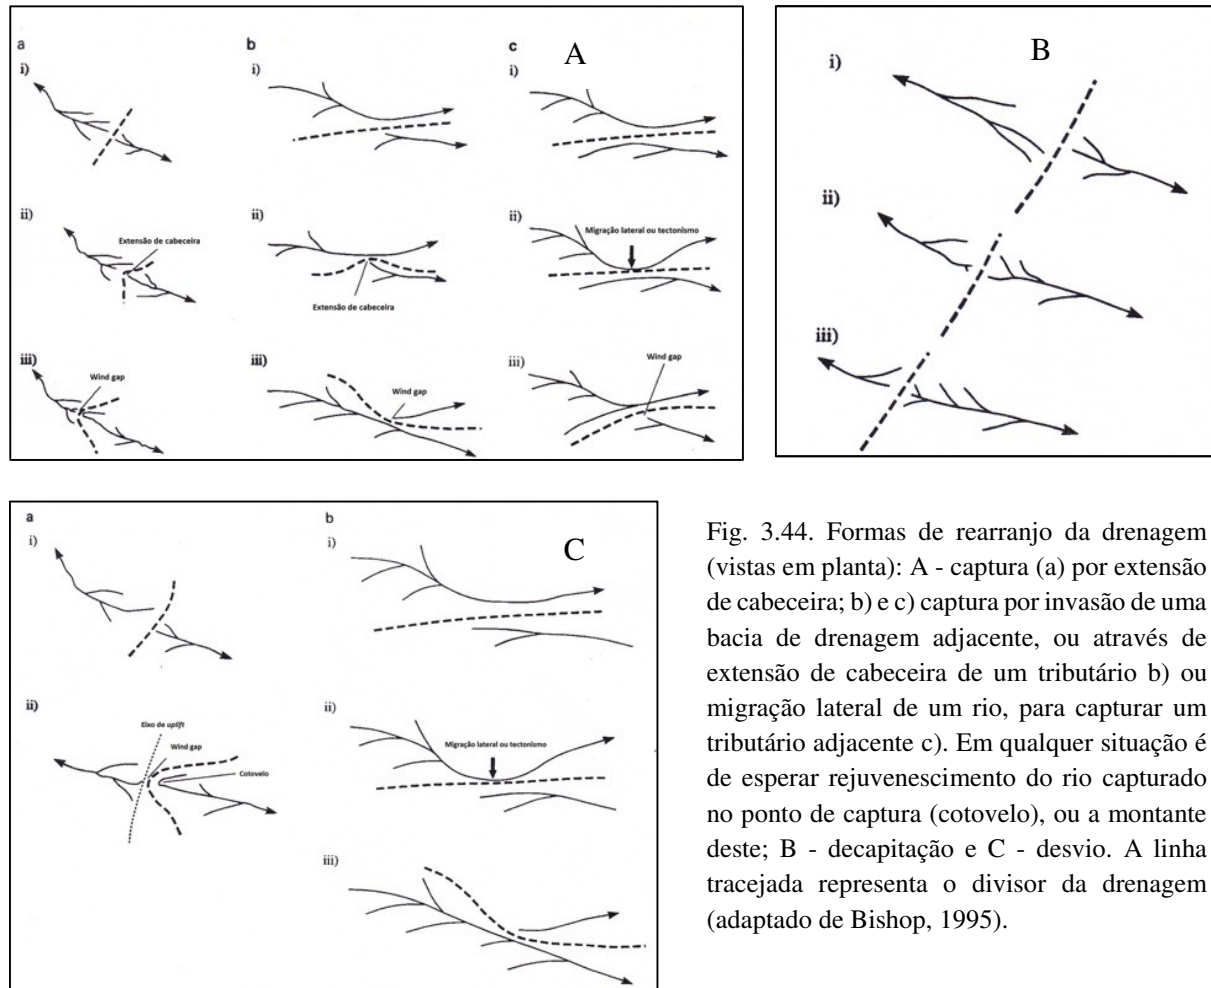 a
b
c
A
i)
i)
i)
ii)
ii)
ii)
Extensão de cabeceira
Extensão de cabeceira
Migração lateral ou tectonismo
iii)
iii)
iii)
Wind gap
Wind gap
Wind gap
B
i)
ii)
iii)
a
b
C
i)
i)
ii)
ii)
Eixo de uplift
Wind gap
Cotovelo
Migração lateral ou tectonismo
iii)
Fig. 3.44. Formas de rearranjo da drenagem
(vistas em planta): A - captura (a) por extensão
de cabeceira; b) e c) captura por invasão de uma
bacia de drenagem adjacente, ou através de
extensão de cabeceira de um tributário b) ou
migração lateral de um rio, para capturar um
tributário adjacente c). Em qualquer situação é
de esperar rejuvenescimento do rio capturado
no ponto de captura (cotovelo), ou a montante
deste; B - decapitação e C - desvio. A linha
tracejada representa o divisor da drenagem
(adaptado de Bishop, 1995).